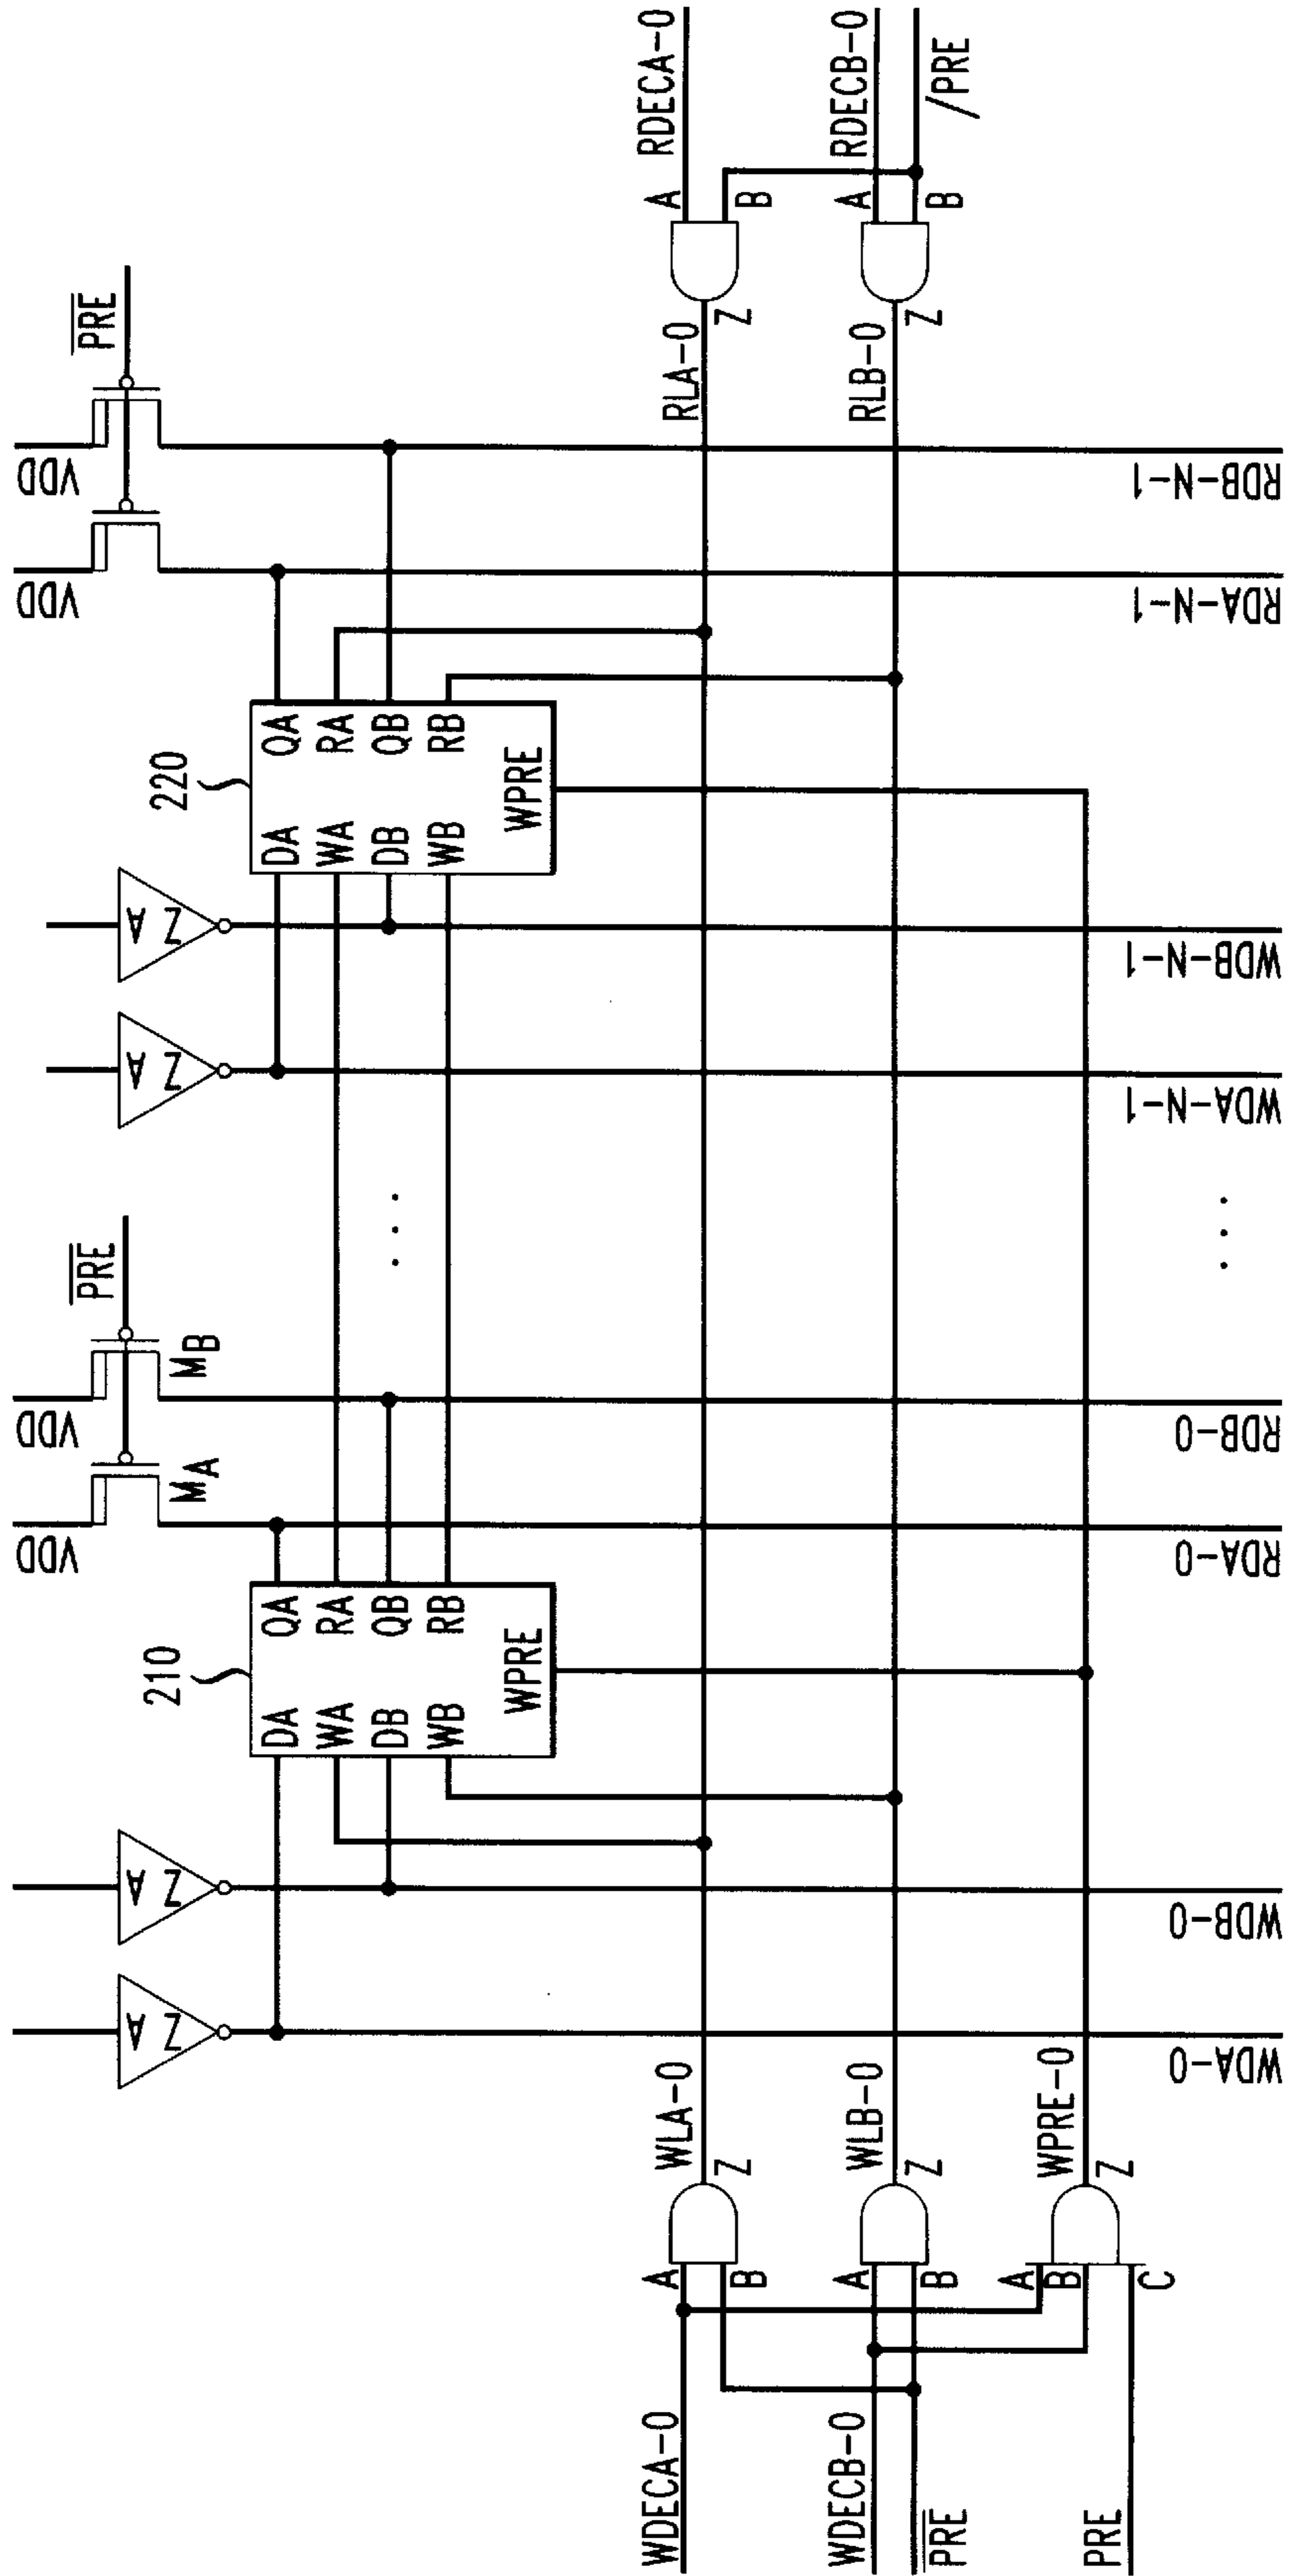 RDECA-0
RDECB-0
/PRE
A
B
A
B
Z
Z
RLA-0
RLB-0
PRE
VDD
VDD
RDB-N-1
RDA-N-1
220
QA
RA
QB
RB
WPRE
DA
WA
DB
WB
A Z
A Z
WDB-N-1
WDA-N-1
. . .
. . .
PRE
VDD
MB
VDD
MA
RDB-0
RDA-0
210
QA
RA
QB
RB
WPRE
DA
WA
DB
WB
A Z
A Z
WDB-0
WDA-0
WLA-0
Z
WLB-0
Z
WPRE-0
Z
A
B
A
B
A
B
C
WDECA-0
WDECB-0
PRE
PRE